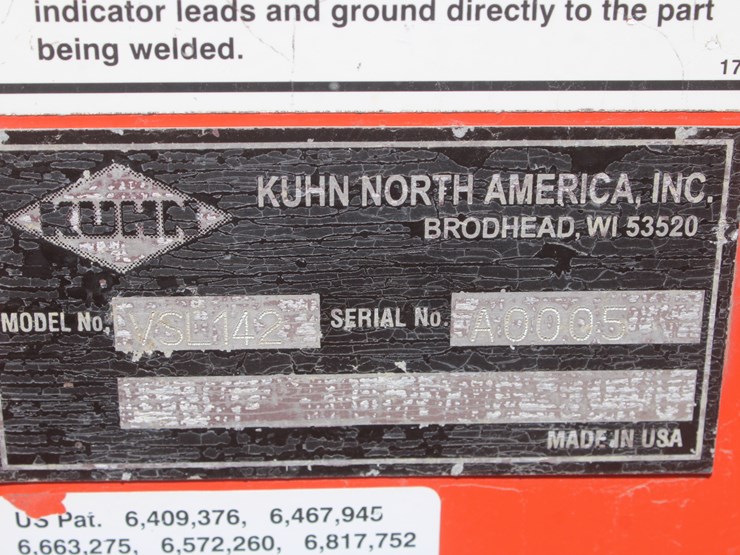 indicator leads and ground directly to the part
being welded.
17
KUHN
KUHN NORTH AMERICA, INC.
BRODHEAD, WI 53520
MODEL No. VSL142 SERIAL No. A0005
MADE IN USA
US Pat. 6,409,376, 6,467,945
6,663,275, 6,572,260, 6,817,752